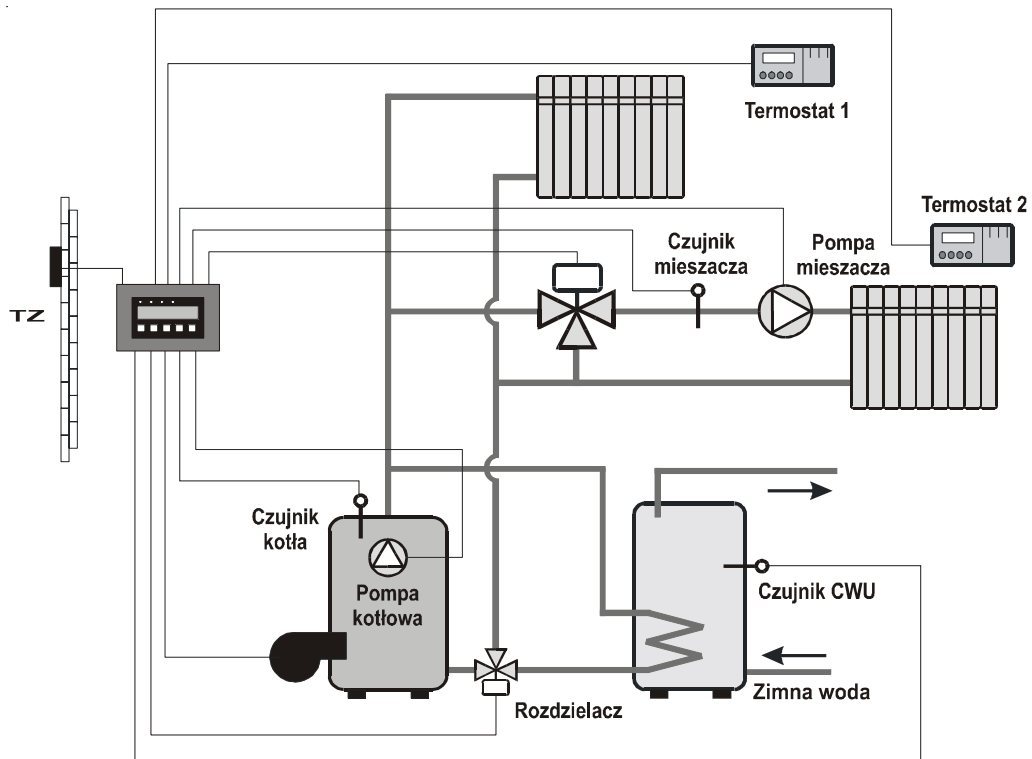 Termostat 1
Termostat 2
Czujnik
mieszacza
Pompa
mieszacza
TZ
Czujnik
kotła
Pompa
kotłowa
Czujnik CWU
Zimna woda
Rozdzielacz